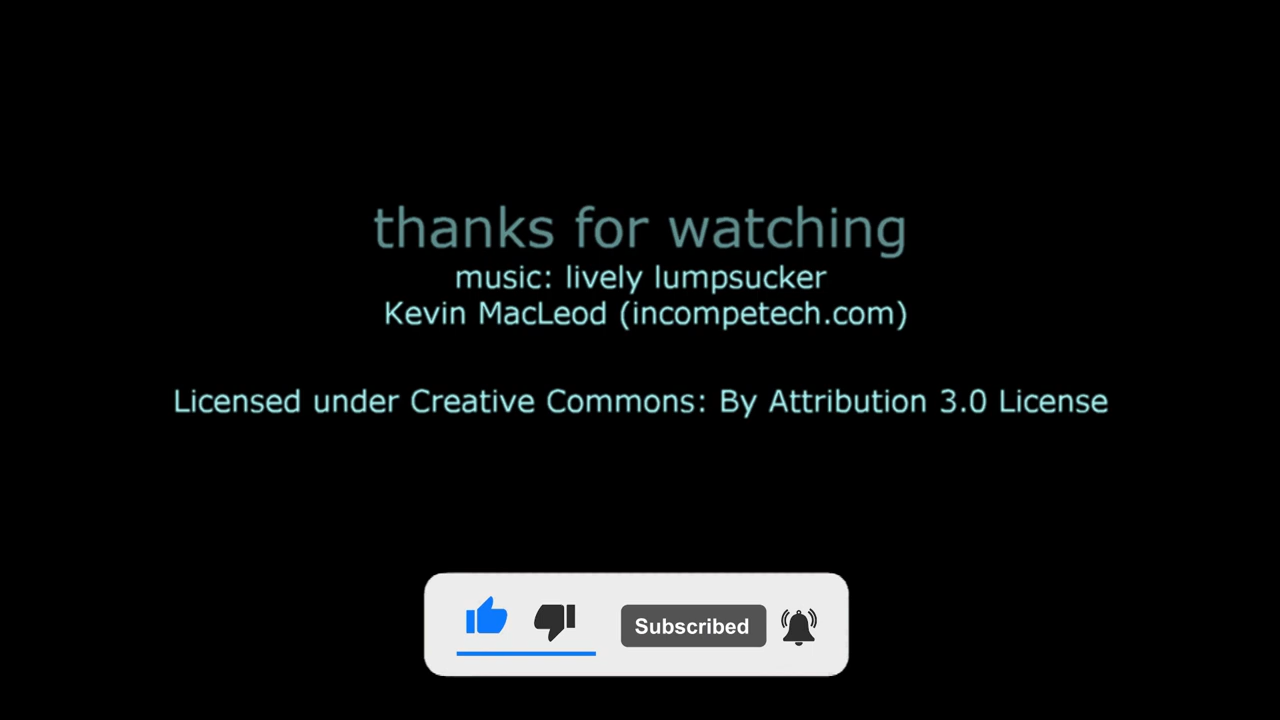 thanks for watching
music: lively lumpsucker
Kevin MacLeod (incompetech.com)
Licensed under Creative Commons: By Attribution 3.0 License
Subscribed